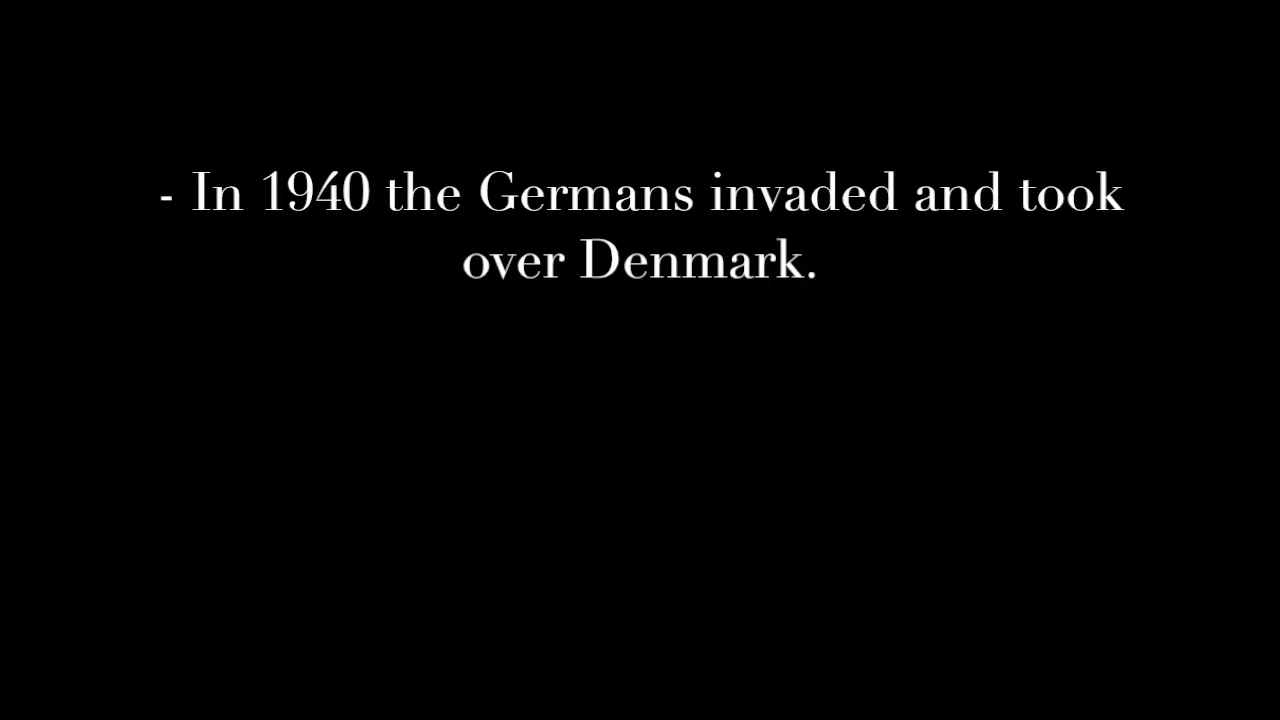 - In 1940 the Germans invaded and took
over Denmark.